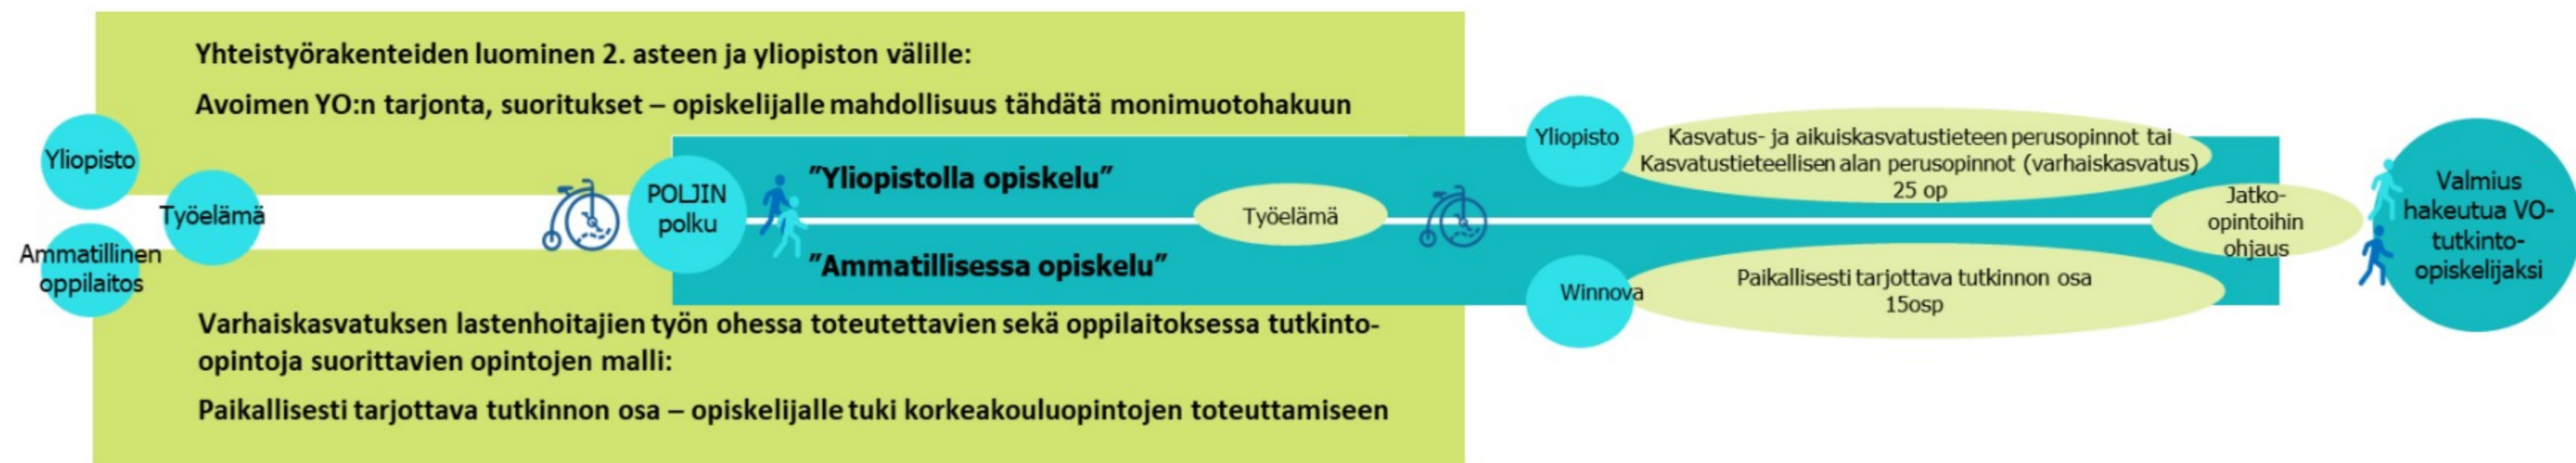 Yhteistyörakenteiden luominen 2. asteen ja yliopiston välille:
Avoimen YO:n tarjonta, suoritukset – opiskelijalle mahdollisuus tähdätä monimuotohakuun
Yliopisto
Työelämä
Ammatillinen
oppilaitos
POLJIN
polku
"Yliopistolla opiskelu"
"Ammatillisessa opiskelu"
Työelämä
Varhaiskasvatuksen lastenhoitajien työn ohessa toteutettavien sekä oppilaitoksessa tutkinto-
opintoja suorittavien opintojen malli:
Paikallisesti tarjottava tutkinnon osa – opiskelijalle tuki korkeakouluopintojen toteuttamiseen
Yliopisto
Kasvatus- ja aikuiskasvatustieteen perusopinnot tai
Kasvatustieteellisen alan perusopinnot (varhaiskasvatus)
25 op
Winnova
Paikallisesti tarjottava tutkinnon osa
15osp
Jatko-
opintoihin
ohjaus
Valmius
hakeutua VO-
tutkinto-
opiskelijaksi